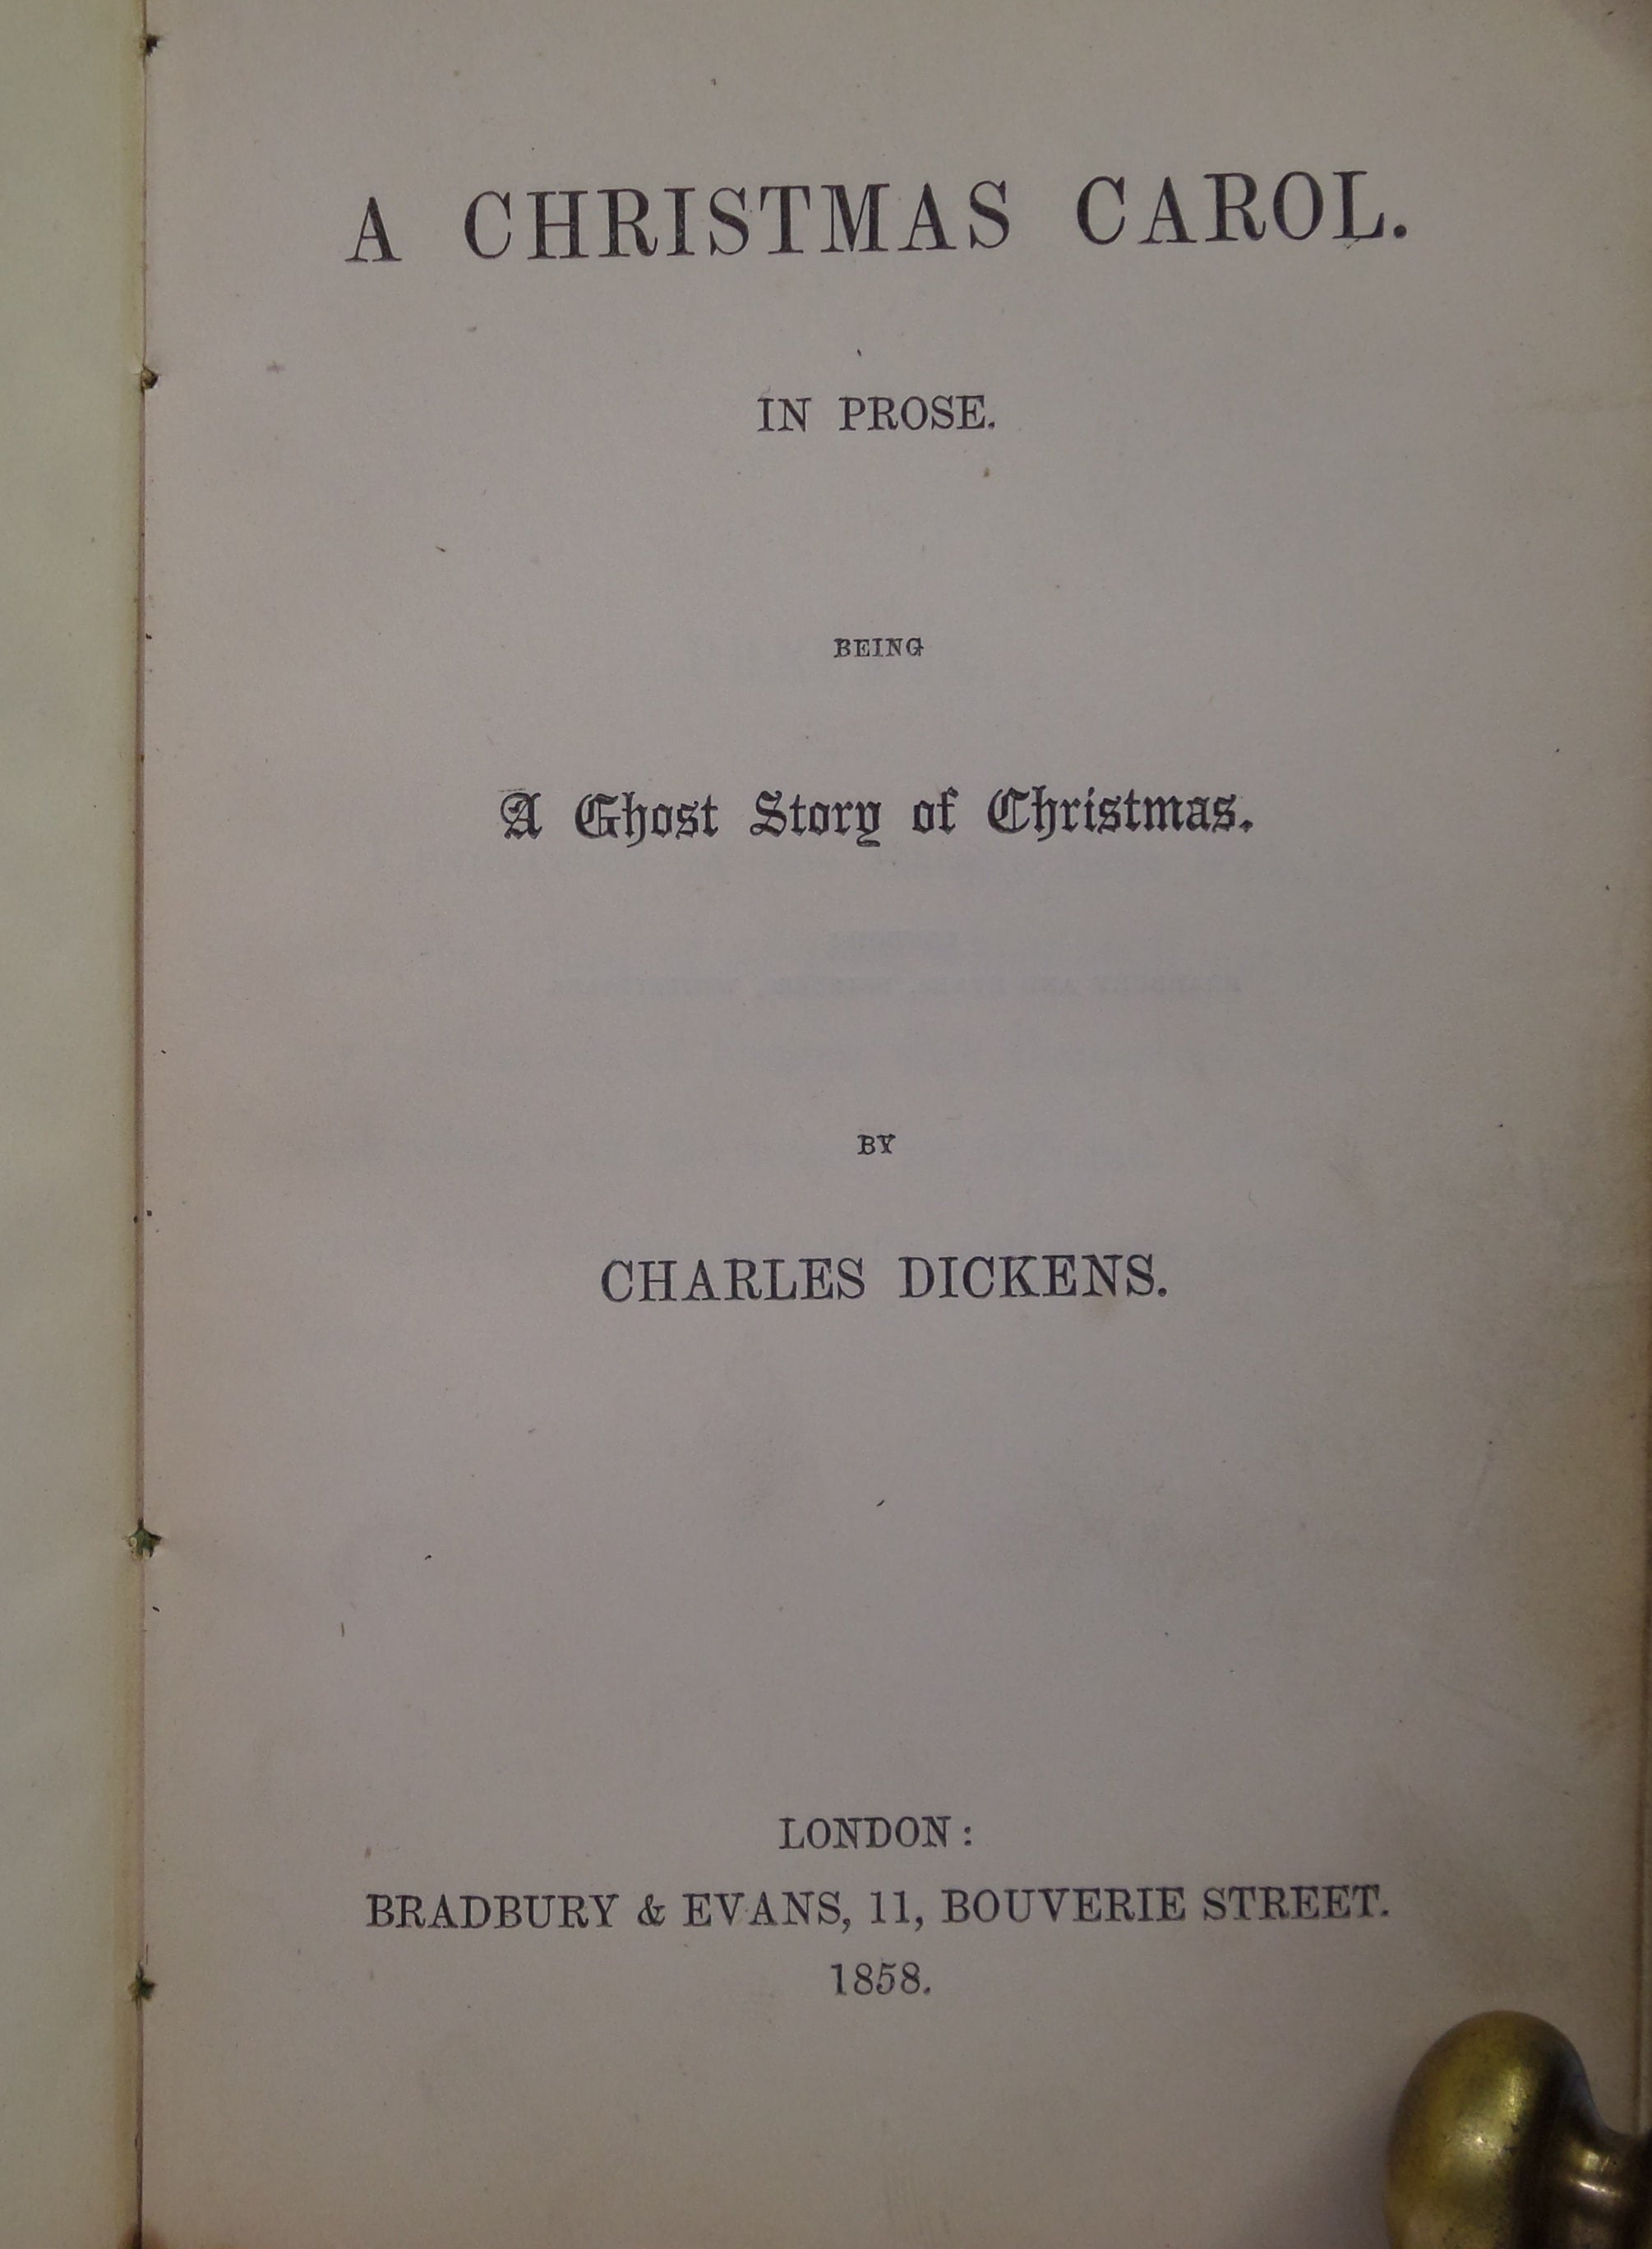 A CHRISTMAS CAROL.
IN PROSE.
BEING
A Ghost Story of Christmas.
BY
CHARLES DICKENS.
LONDON:
BRADBURY & EVANS, 11, BOUVERIE STREET.
1858.